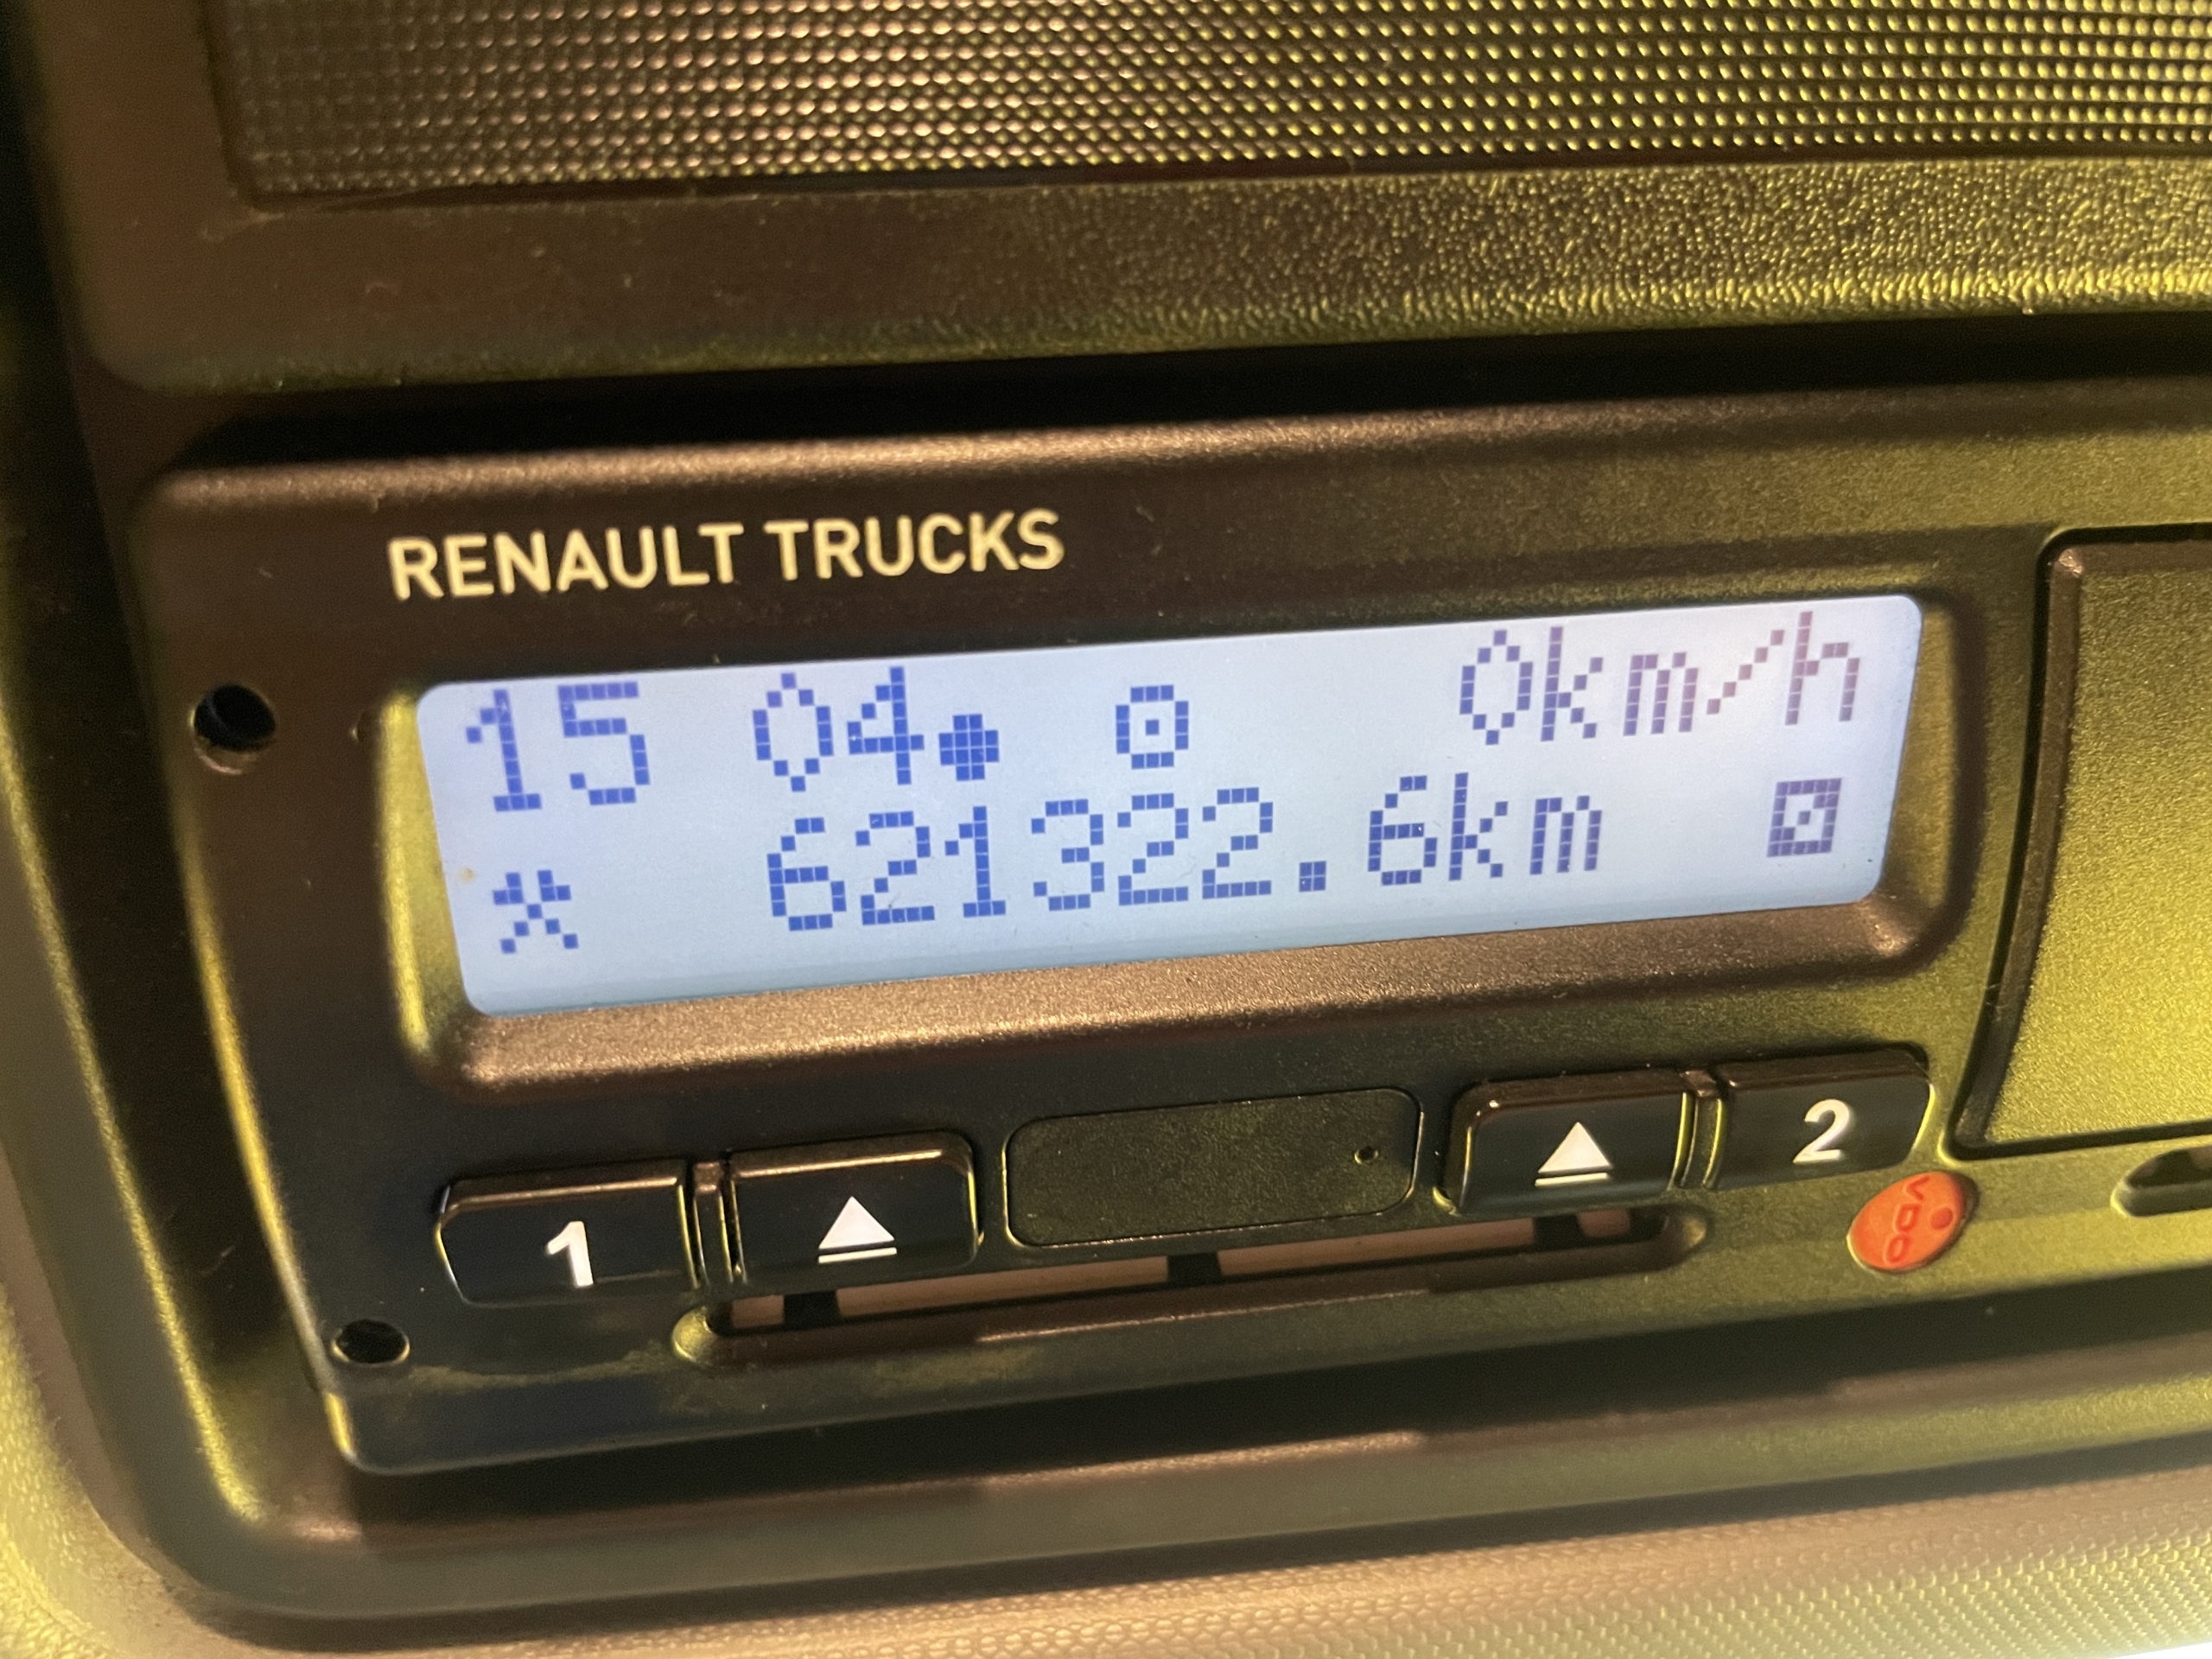 RENAULT TRUCKS
15 04 0km/h
621322.6km
1 2
VDO